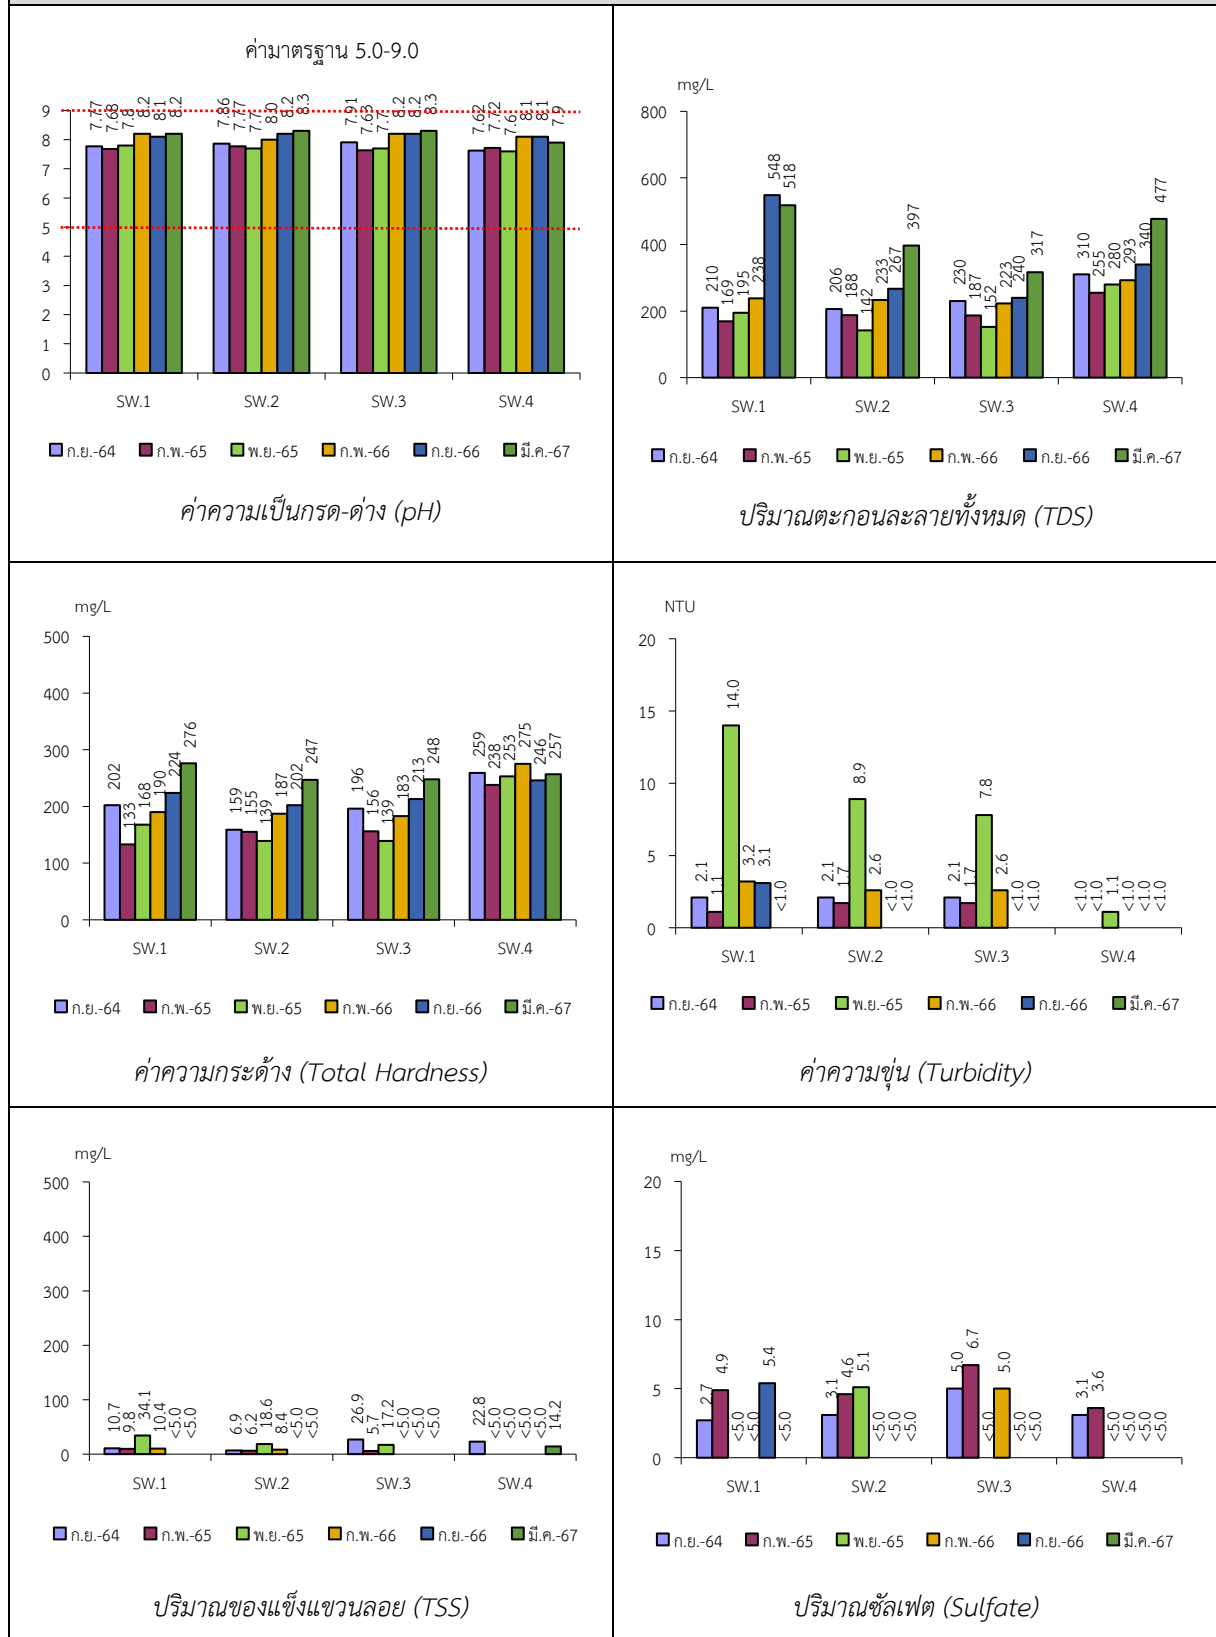 ค่ามาตรฐาน 5.0-9.0
9
8
7
6
5
4
3
2
1
0
7.77 7.68 7.8 8.2 8.1 8.2
7.86 7.77 7.7 8.0 8.2 8.3
7.91 7.63 7.7 8.2 8.2 8.3
7.62 7.72 7.6 8.1 8.1 7.9
SW.1 SW.2 SW.3 SW.4
ก.ย.-64 ก.พ.-65 พ.ย.-65 ก.พ.-66 ก.ย.-66 มี.ค.-67
ค่าความเป็นกรด-ด่าง (pH)
mg/L
800
600
400
200
0
210 169 195 238 548 518
206 188 142 233 267 397
230 187 152 223 240 317
310 255 280 293 340 477
SW.1 SW.2 SW.3 SW.4
ก.ย.-64 ก.พ.-65 พ.ย.-65 ก.พ.-66 ก.ย.-66 มี.ค.-67
ปริมาณตะกอนละลายทั้งหมด (TDS)
mg/L
500
400
300
200
100
0
202 133 168 190 224 276
159 155 139 187 202 247
196 156 139 183 213 248
259 238 253 275 246 257
SW.1 SW.2 SW.3 SW.4
ก.ย.-64 ก.พ.-65 พ.ย.-65 ก.พ.-66 ก.ย.-66 มี.ค.-67
ค่าความกระด้าง (Total Hardness)
NTU
20
15
10
5
0
2.1 1.1 14.0 3.2 3.1 <1.0
2.1 1.7 8.9 2.6 <1.0 <1.0
2.1 1.7 7.8 2.6 <1.0 <1.0
<1.0 <1.0 1.1 <1.0 <1.0 <1.0
SW.1 SW.2 SW.3 SW.4
ก.ย.-64 ก.พ.-65 พ.ย.-65 ก.พ.-66 ก.ย.-66 มี.ค.-67
ค่าความขุ่น (Turbidity)
mg/L
500
400
300
200
100
0
10.7 9.8 34.1 10.4 <5.0 <5.0
6.9 6.2 18.6 8.4 <5.0 <5.0
26.9 5.7 17.2 <5.0 <5.0 <5.0
22.8 <5.0 <5.0 <5.0 <5.0 14.2
SW.1 SW.2 SW.3 SW.4
ก.ย.-64 ก.พ.-65 พ.ย.-65 ก.พ.-66 ก.ย.-66 มี.ค.-67
ปริมาณของแข็งแขวนลอย (TSS)
mg/L
20
15
10
5
0
2.7 4.9 <5.0 <5.0 5.4 <5.0
3.1 4.6 5.1 <5.0 <5.0 <5.0
5.0 6.7 <5.0 5.0 <5.0 <5.0
3.1 3.6 <5.0 <5.0 <5.0 <5.0
SW.1 SW.2 SW.3 SW.4
ก.ย.-64 ก.พ.-65 พ.ย.-65 ก.พ.-66 ก.ย.-66 มี.ค.-67
ปริมาณซัลเฟต (Sulfate)